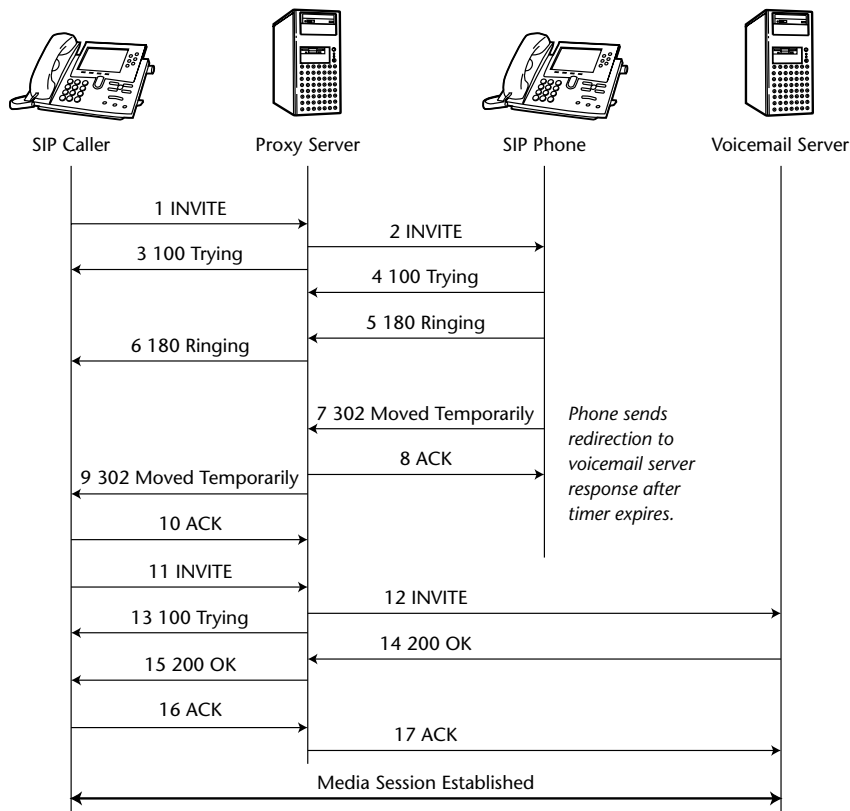 SIP Caller
Proxy Server
SIP Phone
Voicemail Server
1 INVITE
2 INVITE
3 100 Trying
4 100 Trying
5 180 Ringing
6 180 Ringing
7 302 Moved Temporarily
Phone sends
redirection to
voicemail server
response after
timer expires.
8 ACK
9 302 Moved Temporarily
10 ACK
11 INVITE
12 INVITE
13 100 Trying
14 200 OK
15 200 OK
16 ACK
17 ACK
Media Session Established